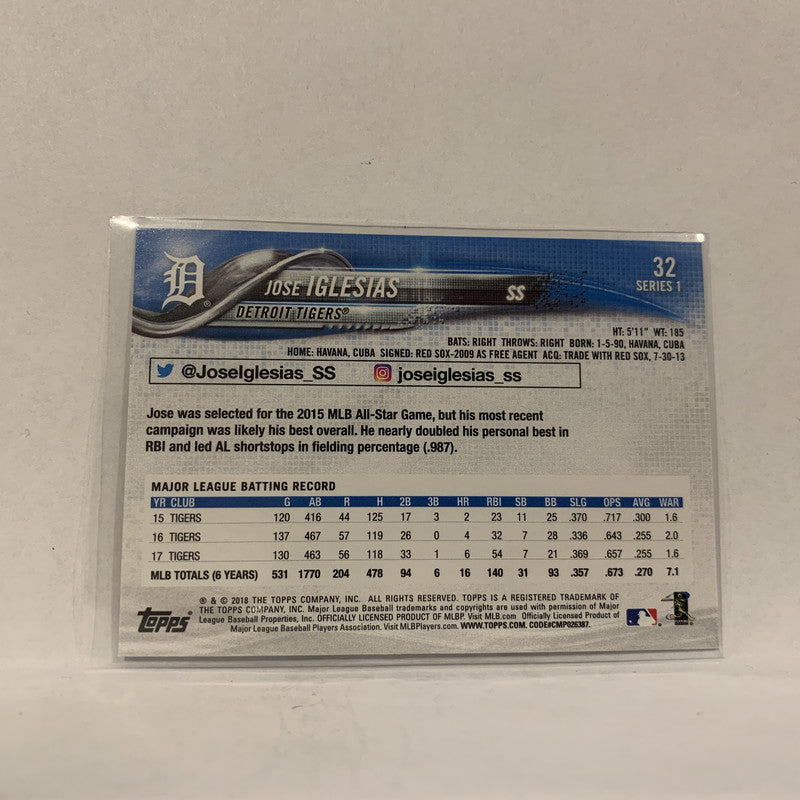 D ®
JOSE IGLESIAS
SS
DETROIT TIGERS®
32
SERIES 1
HT: 5'11" WT: 185
BATS: RIGHT THROWS: RIGHT BORN: 1-5-90, HAVANA, CUBA
HOME: HAVANA, CUBA SIGNED: RED SOX-2009 AS FREE AGENT ACQ: TRADE WITH RED SOX, 7-30-13
@JoseIglesias_SS joseiglesias_ss
Jose was selected for the 2015 MLB All-Star Game, but his most recent
campaign was likely his best overall. He nearly doubled his personal best in
RBI and led AL shortstops in fielding percentage (.987).
MAJOR LEAGUE BATTING RECORD
YR CLUB G AB R H 2B 3B HR RBI SB BB SLG OPS AVG WAR
15 TIGERS 120 416 44 125 17 3 2 23 11 25 .370 .717 .300 1.6
16 TIGERS 137 467 57 119 26 0 4 32 7 28 .336 .643 .255 2.0
17 TIGERS 130 463 56 118 33 1 6 54 7 21 .369 .657 .255 1.6
MLB TOTALS (6 YEARS) 531 1770 204 478 94 6 16 140 31 93 .357 .673 .270 7.1
® & © 2018 THE TOPPS COMPANY, INC. ALL RIGHTS RESERVED. TOPPS IS A REGISTERED TRADEMARK OF
THE TOPPS COMPANY, INC. Major League Baseball trademarks and copyrights are used with permission of Major
League Baseball Properties, Inc. OFFICIALLY LICENSED PRODUCT OF MLBP. Visit MLB.com Officially Licensed Product of
Major League Baseball Players Association. Visit MLBPlayers.com. WWW.TOPPS.COM. CODE#CMP026387.
Topps®